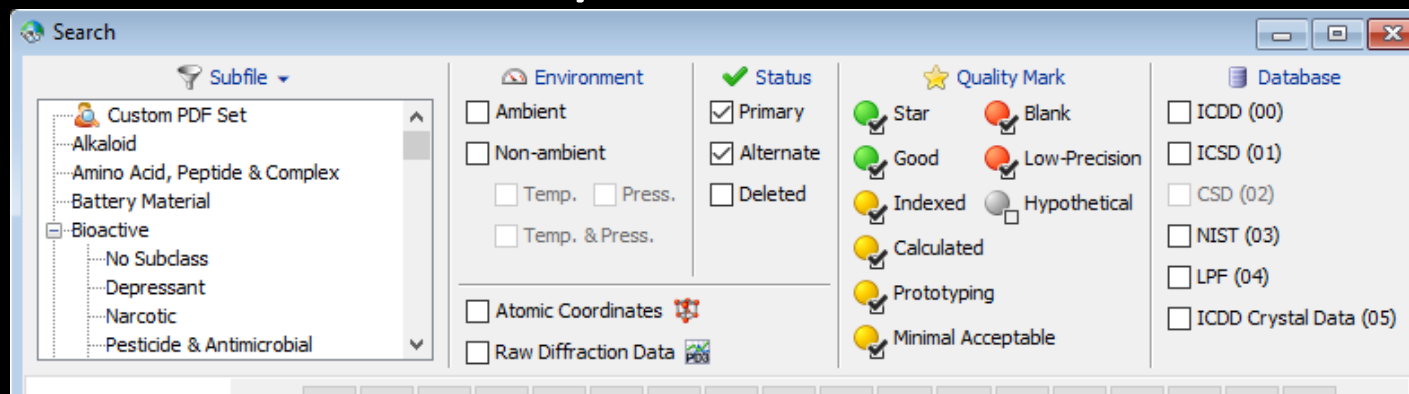 Search
Subfile
Custom PDF Set
Alkaloid
Amino Acid, Peptide & Complex
Battery Material
Bioactive
No Subclass
Depressant
Narcotic
Pesticide & Antimicrobial
Environment
Ambient
Non-ambient
Temp. Press.
Temp. & Press.
Status
Primary
Alternate
Deleted
Atomic Coordinates
Raw Diffraction Data PD3
Quality Mark
Star Blank
Good Low-Precision
Indexed Hypothetical
Calculated
Prototyping
Minimal Acceptable
Database
ICDD (00)
ICSD (01)
CSD (02)
NIST (03)
LPF (04)
ICDD Crystal Data (05)